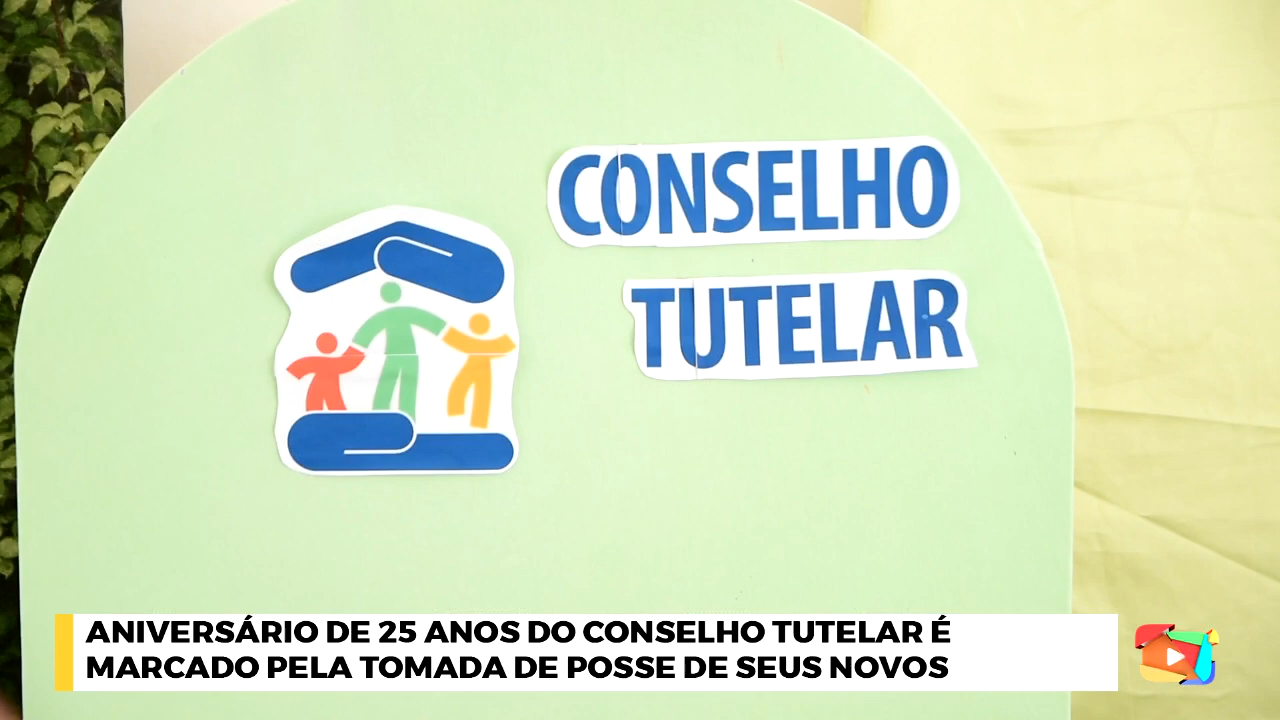 CONSELHO
TUTELAR
ANIVERSÁRIO DE 25 ANOS DO CONSELHO TUTELAR É
MARCADO PELA TOMADA DE POSSE DE SEUS NOVOS